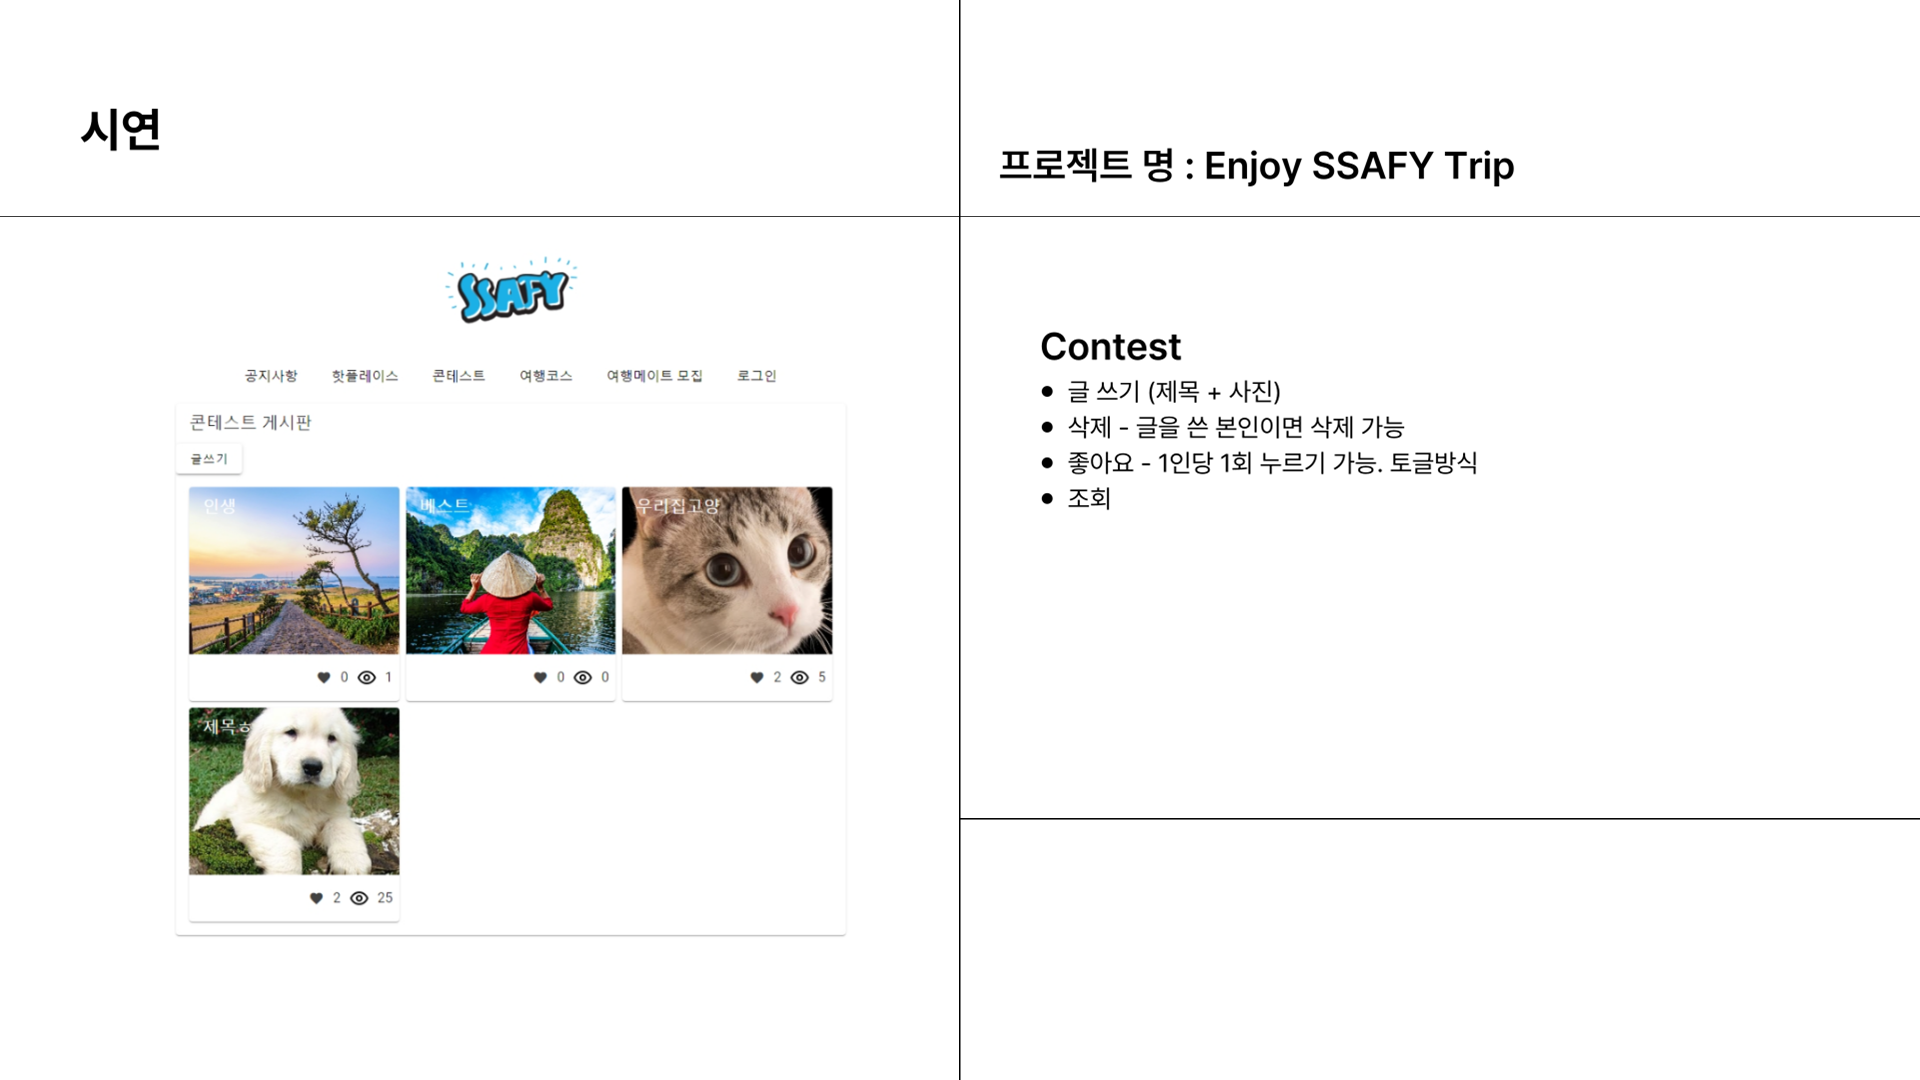 시연
프로젝트 명 : Enjoy SSAFY Trip
SSAFY
공지사항 핫플레이스 콘테스트 여행코스 여행메이트 모집 로그인
콘테스트 게시판
글쓰기
인생 베스트 우리집고양
0 1 0 0 2 5
제목ㅎ
2 25
Contest
• 글 쓰기 (제목 + 사진)
• 삭제 - 글을 쓴 본인이면 삭제 가능
• 좋아요 - 1인당 1회 누르기 가능. 토글방식
• 조회